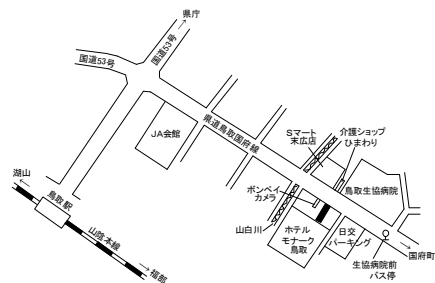 県庁
国道53号
国道53号
県道鳥取国府線
JA会館
Sマート
末広店
介護ショップ
ひまわり
湖山
鳥取駅
山陰本線
福部
ボンベイ
カメラ
鳥取生協病院
山白川
ホテル
モナーク
鳥取
日交
パーキング
生協病院前
バス停
国府町